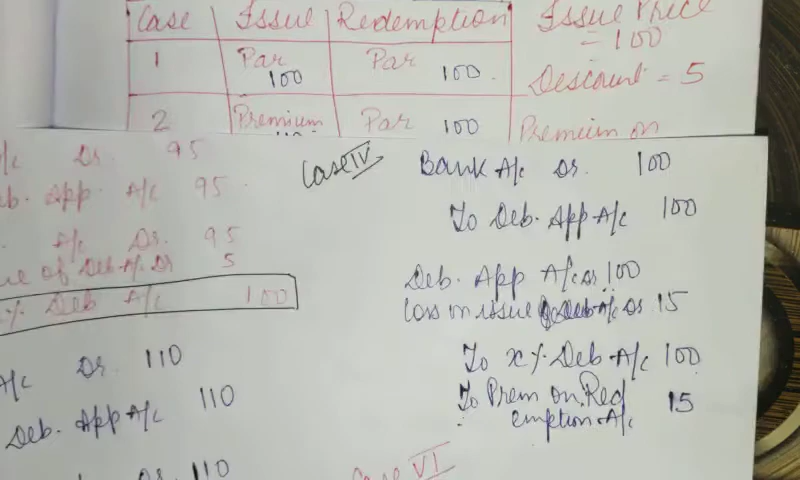 Case Issue Redemption
Issue Price
= 100
1 Par 100 Par 100
Discount = 5
2 Premium Par 100
Premium on
A/c Dr. 95
App A/c 95
A/c Dr. 95
of Deb A/c Dr 5
% Deb A/c 100
A/c Dr. 110
Deb. App A/c 110
Dr. 110
Case IV
Bank A/c Dr. 100
To Deb. App A/c 100
Deb. App A/c Dr 100
Loss on issue of Deb A/c Dr 15
To x% Deb A/c 100
To Prem on Red
emption A/c 15
Case VI